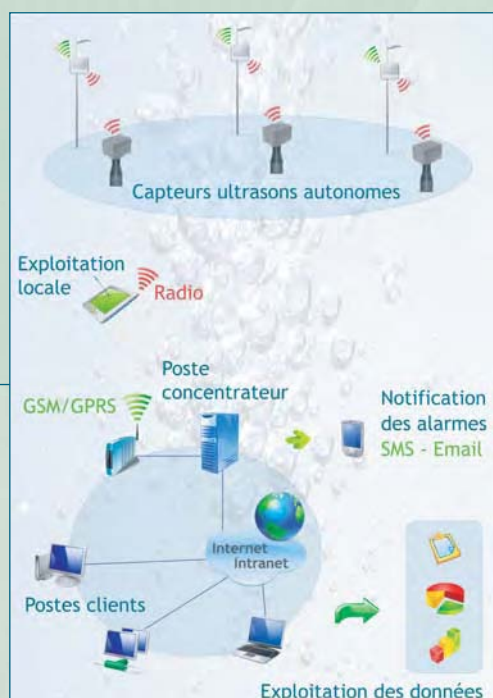 Capteurs ultrasons autonomes
Exploitation
locale
Radio
Poste
concentrateur
GSM/GPRS
Notification
des alarmes
SMS - Email
Internet
Intranet
Postes clients
Exploitation des données